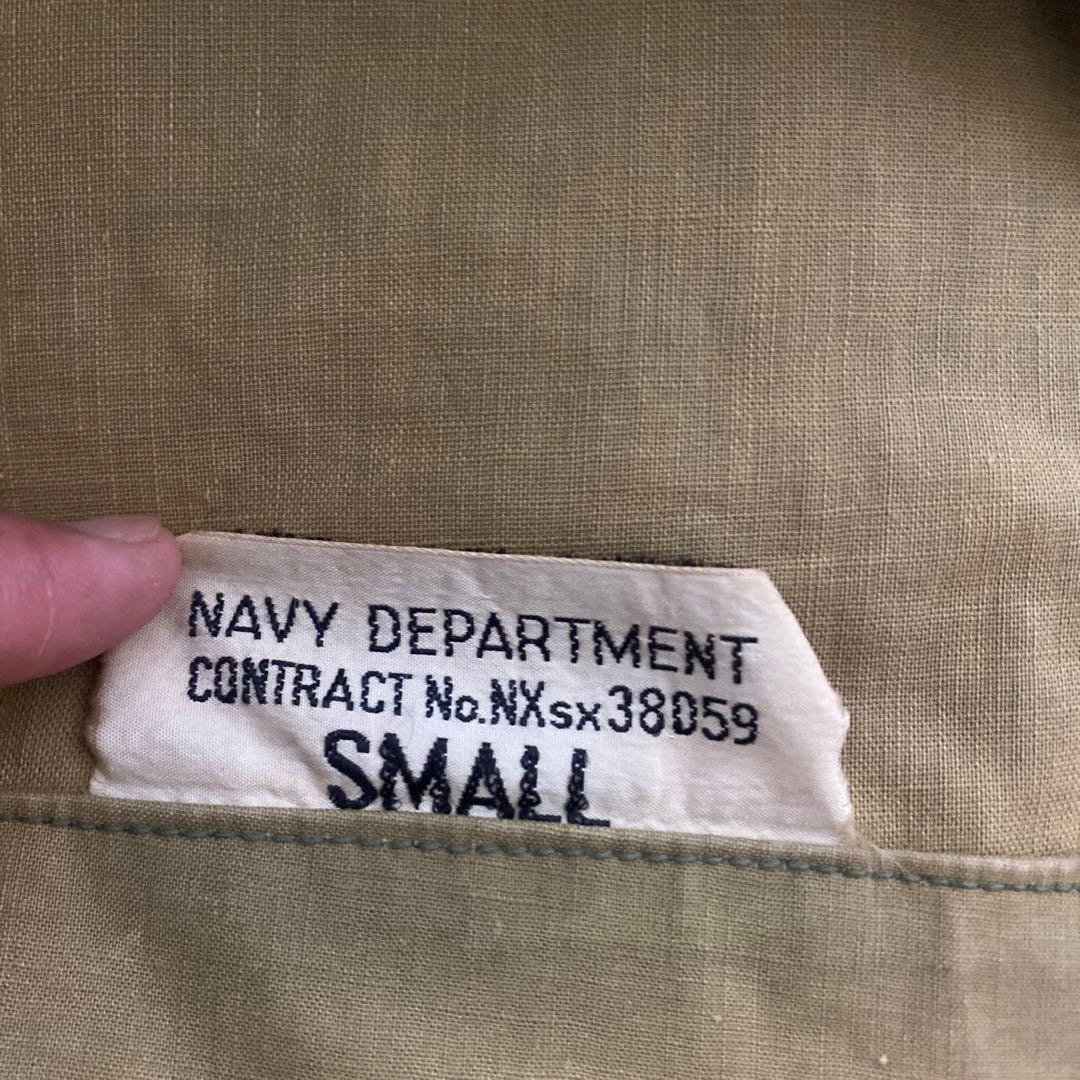 NAVY DEPARTMENT
CONTRACT No.NXsx38059
SMALL